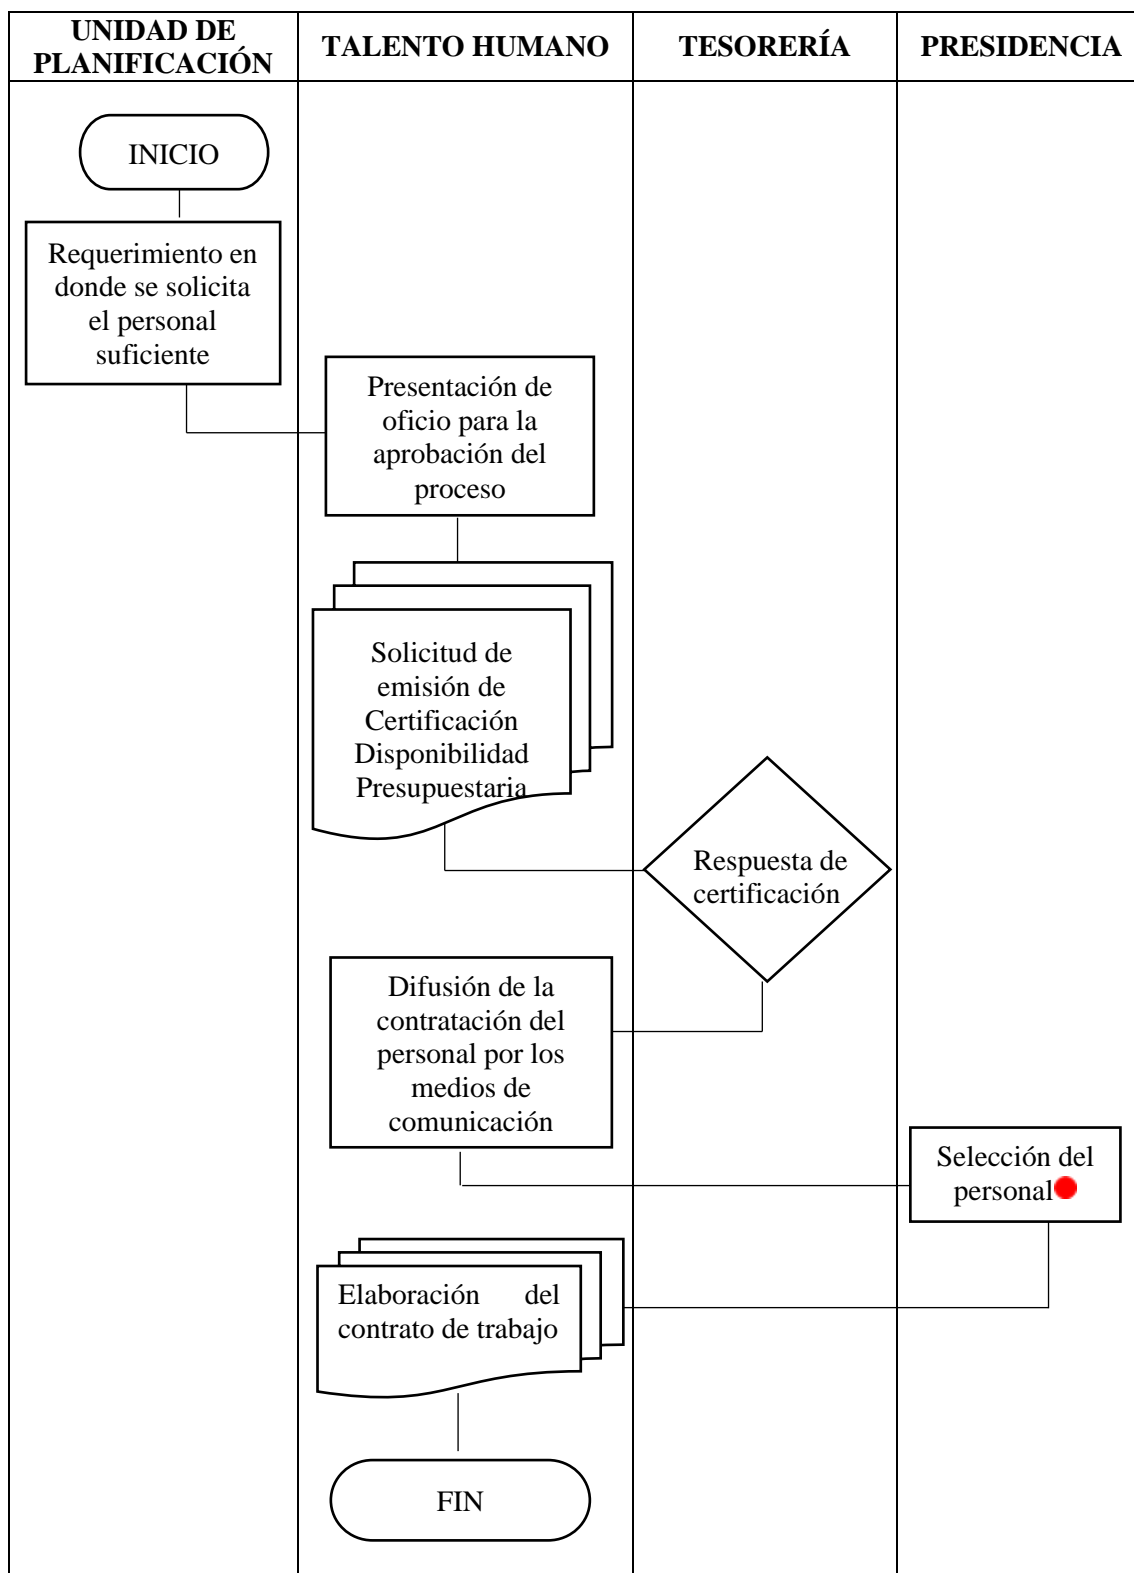 UNIDAD DE
PLANIFICACIÓN
TALENTO HUMANO
TESORERÍA
PRESIDENCIA
INICIO
Requerimiento en
donde se solicita
el personal
suficiente
Presentación de
oficio para la
aprobación del
proceso
Solicitud de
emisión de
Certificación
Disponibilidad
Presupuestaria
Respuesta de
certificación
Difusión de la
contratación del
personal por los
medios de
comunicación
Selección del
personal
Elaboración del
contrato de trabajo
FIN